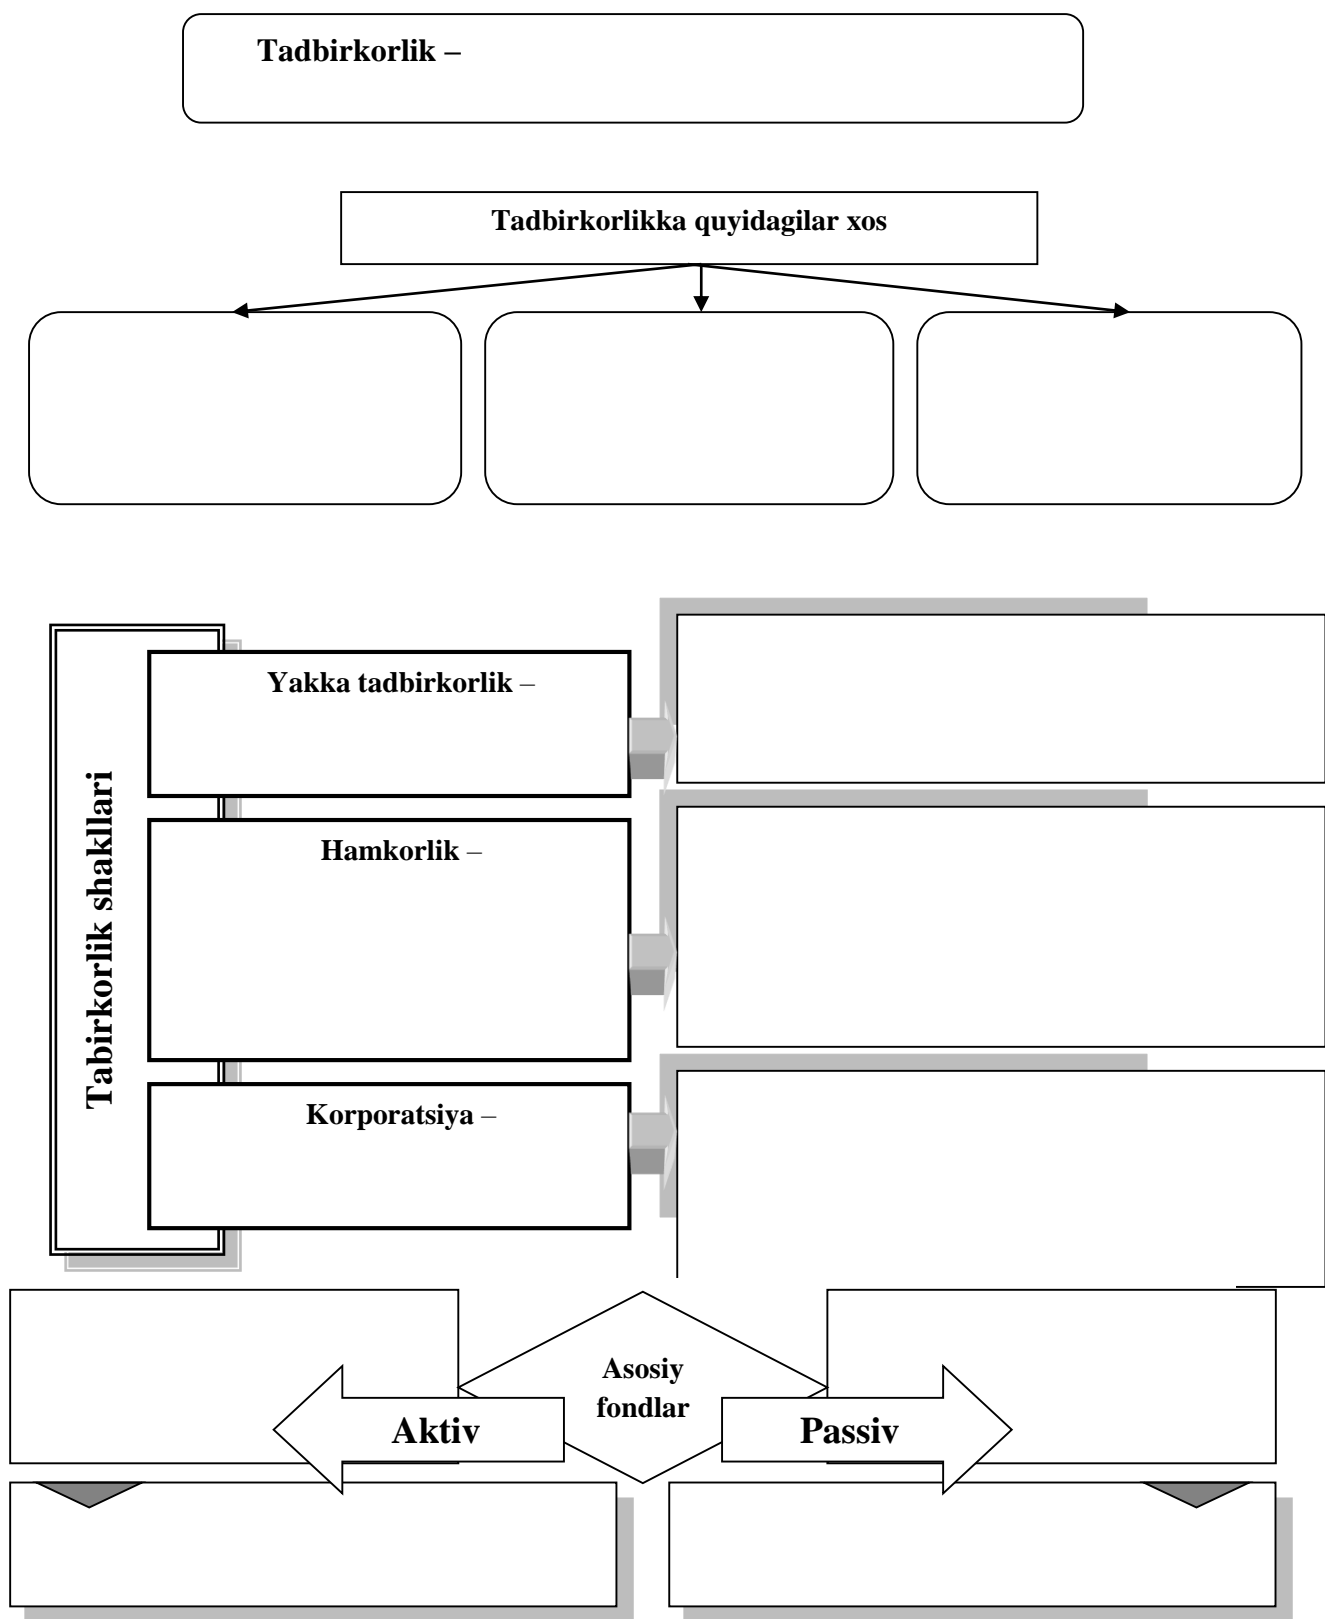 Tadbirkorlik –
Tadbirkorlikka quyidagilar xos
Tabirkorlik shakllari
Yakka tadbirkorlik –
Hamkorlik –
Korporatsiya –
Asosiy
fondlar
Aktiv
Passiv